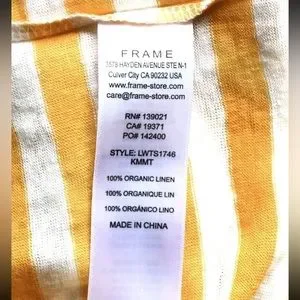 FRAME
3578 HAYDEN AVENUE STE N-1
Culver City CA 90232 USA
www.frame-store.com
care@frame-store.com
RN# 139021
CA# 19371
PO# 142400
STYLE: LWTS1746
KMMT
100% ORGANIC LINEN
100% ORGANIQUE LIN
100% ORGÁNICO LINO
MADE IN CHINA